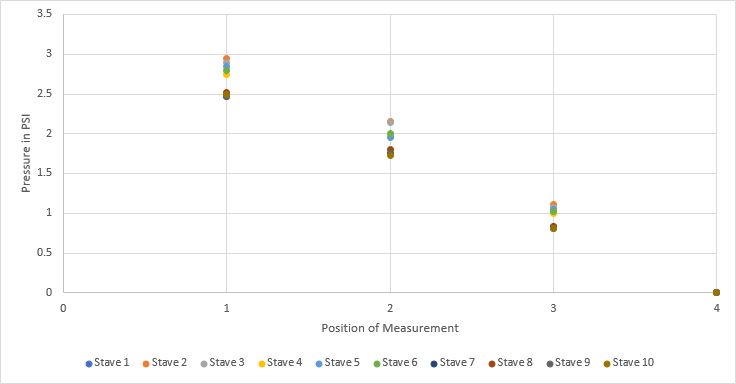 3.5
3
2.5
2
1.5
1
0.5
0
0 1 2 3 4
Pressure in PSI
Position of Measurement
Stave 1 Stave 2 Stave 3 Stave 4 Stave 5 Stave 6 Stave 7 Stave 8 Stave 9 Stave 10